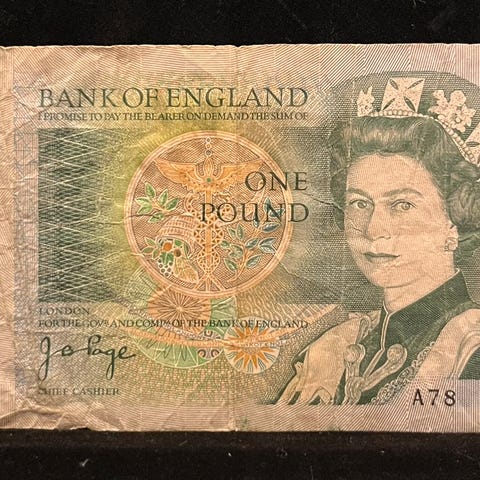 BANK OF ENGLAND
I PROMISE TO PAY THE BEARER ON DEMAND THE SUM OF
ONE
POUND
LONDON
FOR THE GOVR AND COMPA OF THE BANK OF ENGLAND
J B Page
CHIEF CASHIER
A78